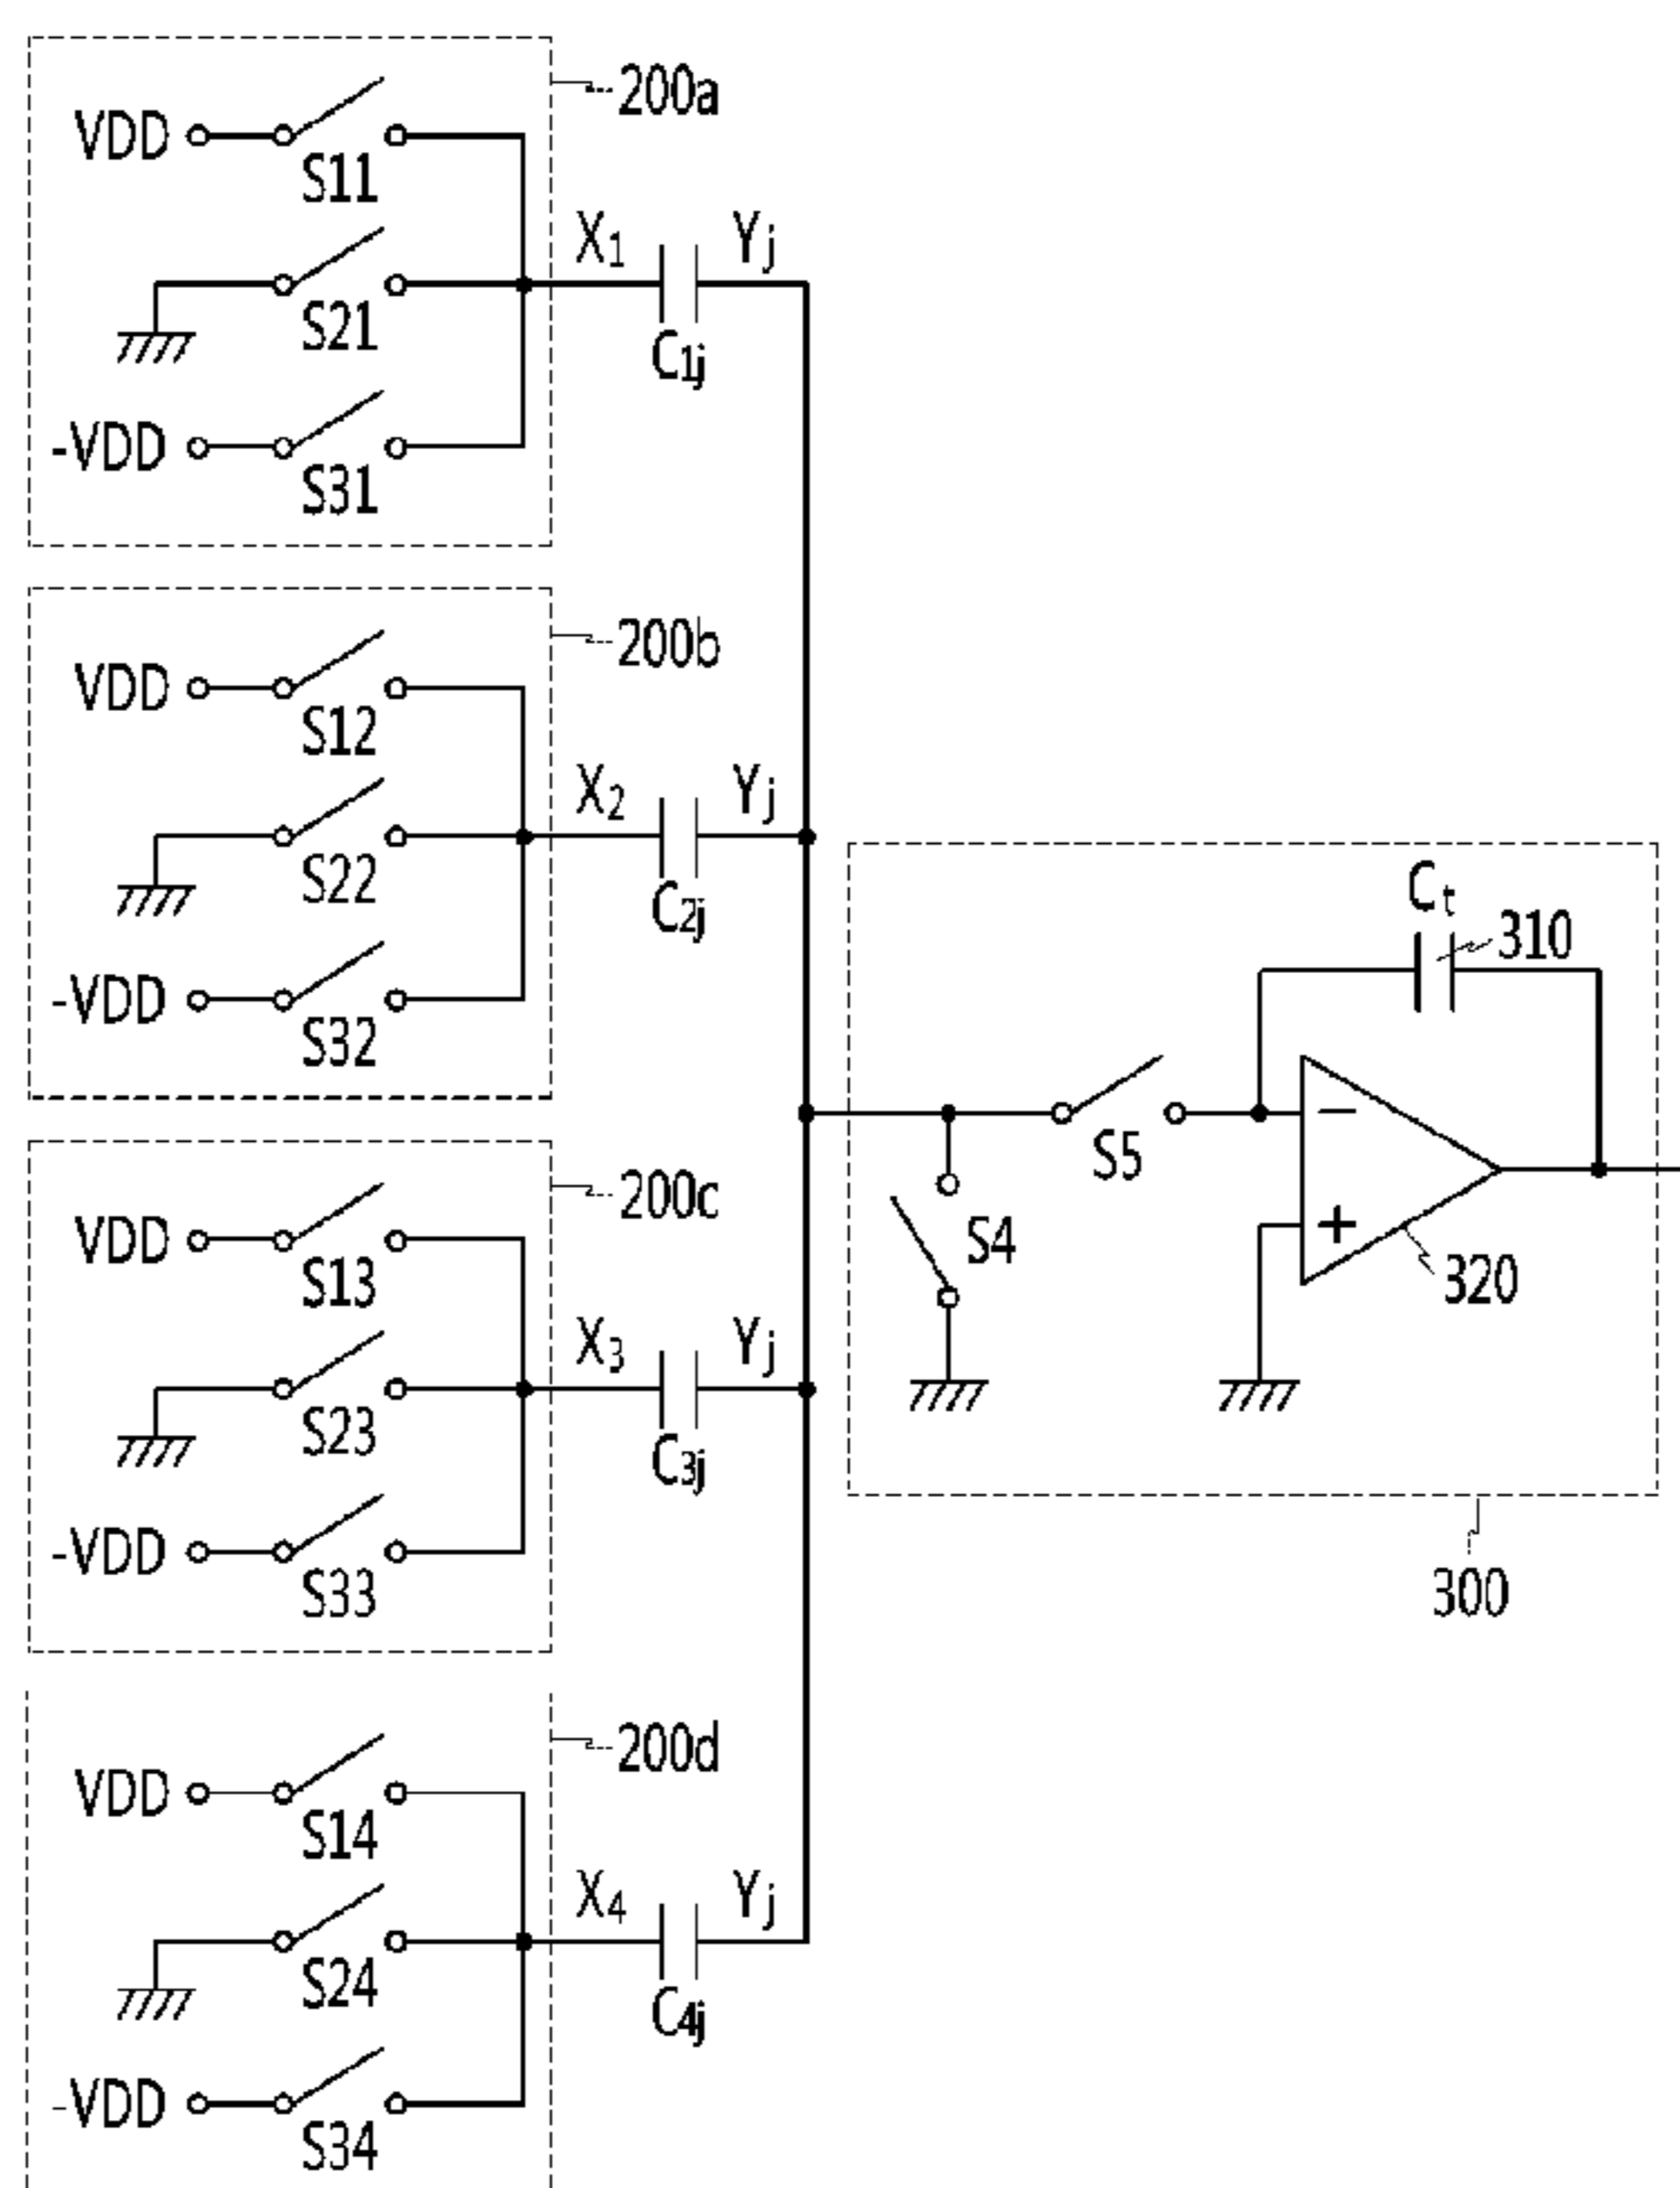 200a
VDD
S11
X1 Yj
S21
C1j
-VDD
S31
200b
VDD
S12
X2 Yj
S22
C2j
-VDD
S32
Ct
310
S5
−
S4
+
320
300
200c
VDD
S13
X3 Yj
S23
C3j
-VDD
S33
200d
VDD
S14
X4 Yj
S24
C4j
-VDD
S34